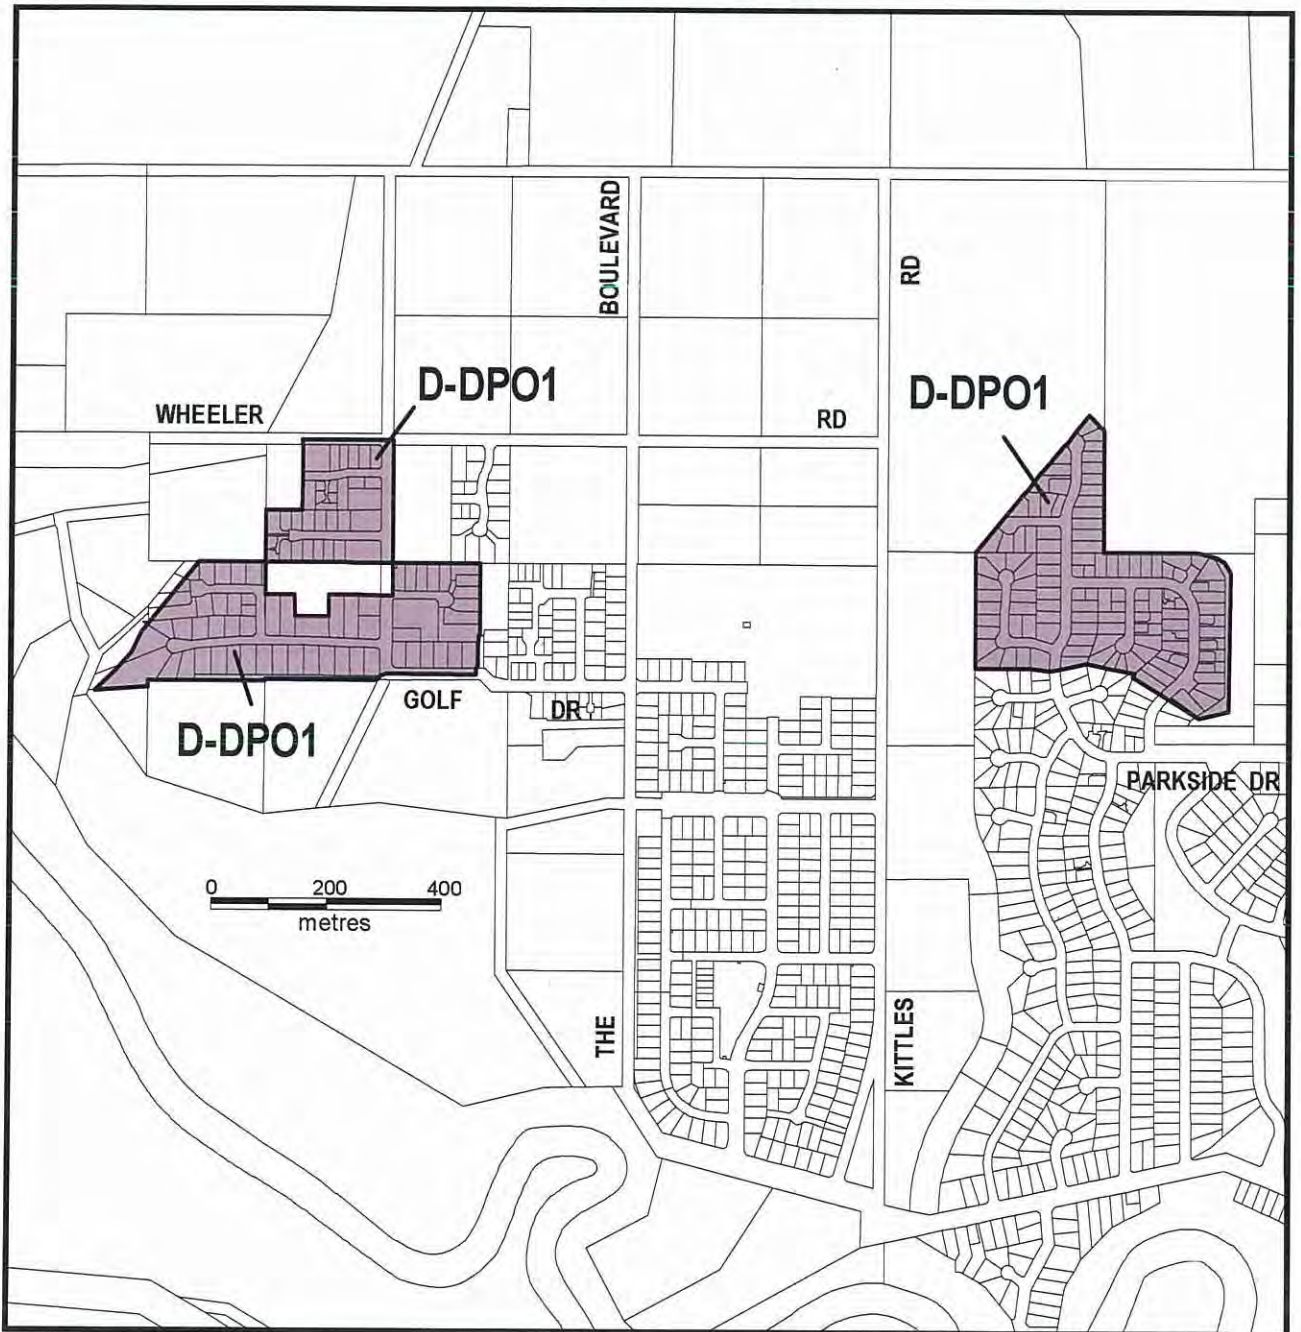 BOULEVARD
RD
D-DPO1
D-DPO1
WHEELER
RD
GOLF
DR
D-DPO1
PARKSIDE DR
0 200 400
metres
THE
KITTLES